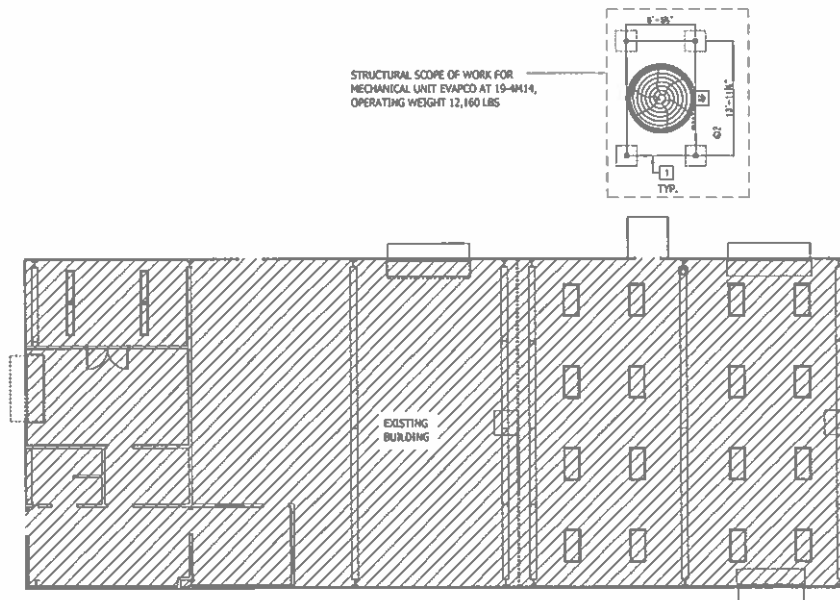 STRUCTURAL SCOPE OF WORK FOR
MECHANICAL UNIT EVAPCO AT 19-4M14,
OPERATING WEIGHT 12,160 LBS
1
TYP.
EXISTING
BUILDING